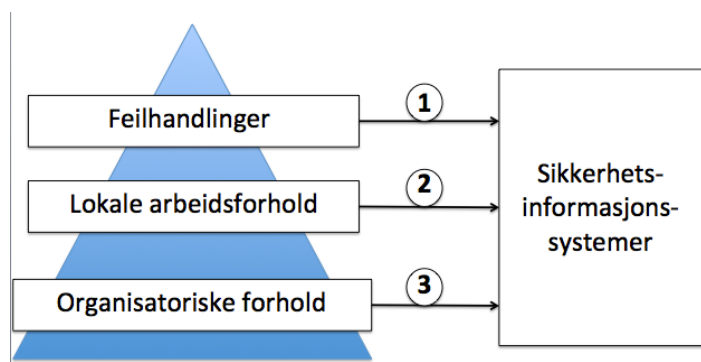 Feilhandlinger
1
Lokale arbeidsforhold
2
Organisatoriske forhold
3
Sikkerhets-
informasjons-
systemer